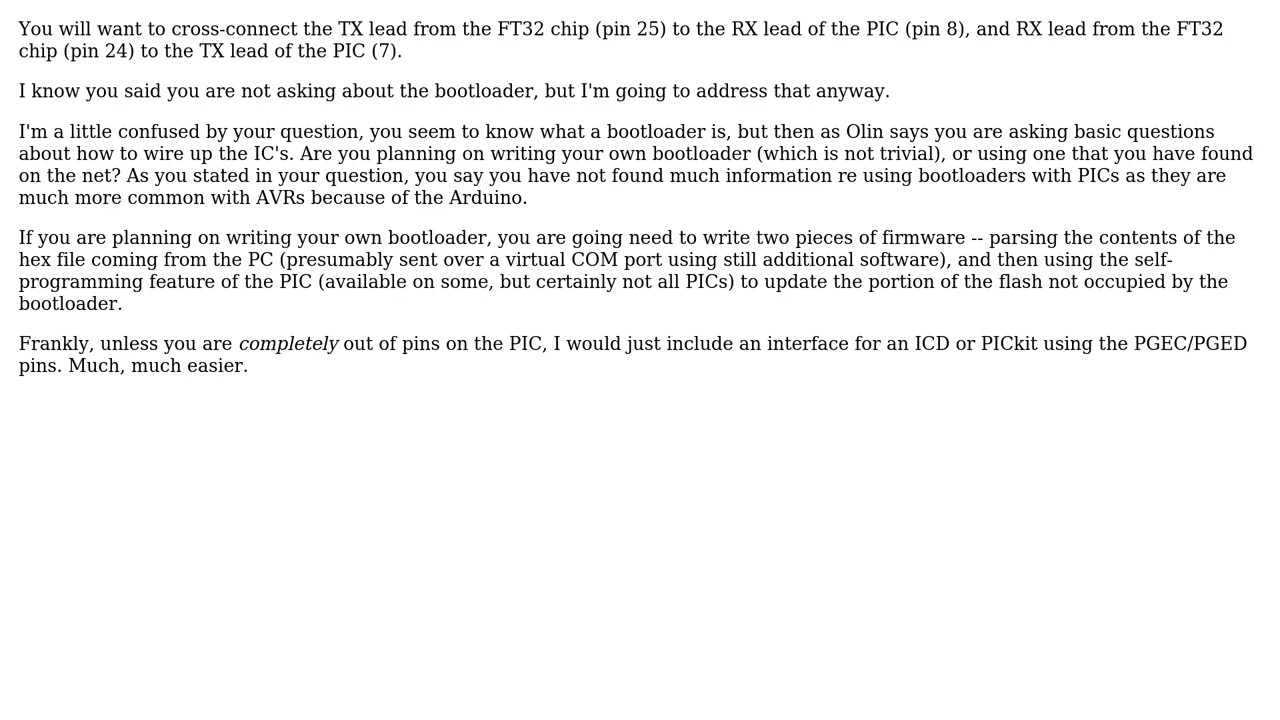 You will want to cross-connect the TX lead from the FT32 chip (pin 25) to the RX lead of the PIC (pin 8), and RX lead from the FT32
chip (pin 24) to the TX lead of the PIC (7).
I know you said you are not asking about the bootloader, but I'm going to address that anyway.
I'm a little confused by your question, you seem to know what a bootloader is, but then as Olin says you are asking basic questions
about how to wire up the IC's. Are you planning on writing your own bootloader (which is not trivial), or using one that you have found
on the net? As you stated in your question, you say you have not found much information re using bootloaders with PICs as they are
much more common with AVRs because of the Arduino.
If you are planning on writing your own bootloader, you are going need to write two pieces of firmware -- parsing the contents of the
hex file coming from the PC (presumably sent over a virtual COM port using still additional software), and then using the self-
programming feature of the PIC (available on some, but certainly not all PICs) to update the portion of the flash not occupied by the
bootloader.
Frankly, unless you are completely out of pins on the PIC, I would just include an interface for an ICD or PICkit using the PGEC/PGED
pins. Much, much easier.